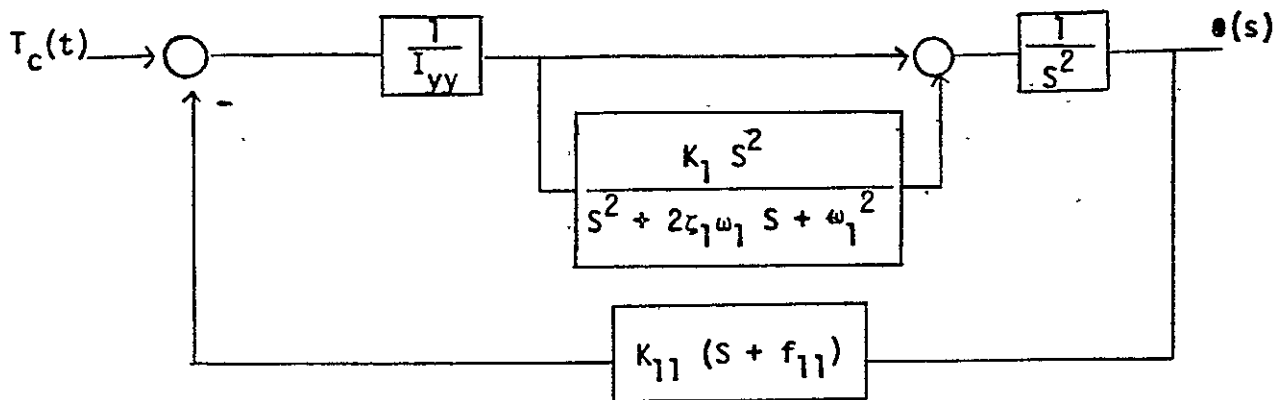 T_c(t)
1
I_yy
1
S^2
θ(s)
-
K_1 S^2
S^2 + 2ζ_1ω_1 S + ω_1^2
K_11 (S + f_11)